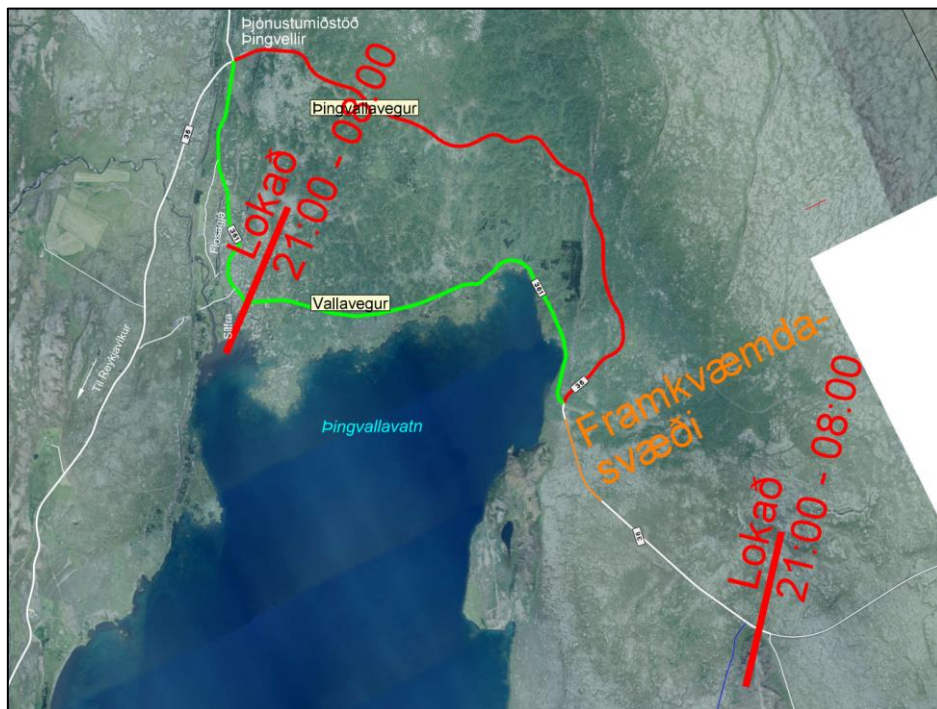 Þjónustumiðstöð
Þingvellir
Þingvallavegur
36
Lokað
21:00 - 08:00
Flosagjá
361
Vallavegur
361
Silfra
Til Reykjavíkur
36
Þingvallavatn
Framkvæmda-
svæði
36
Lokað
21:00 - 08:00